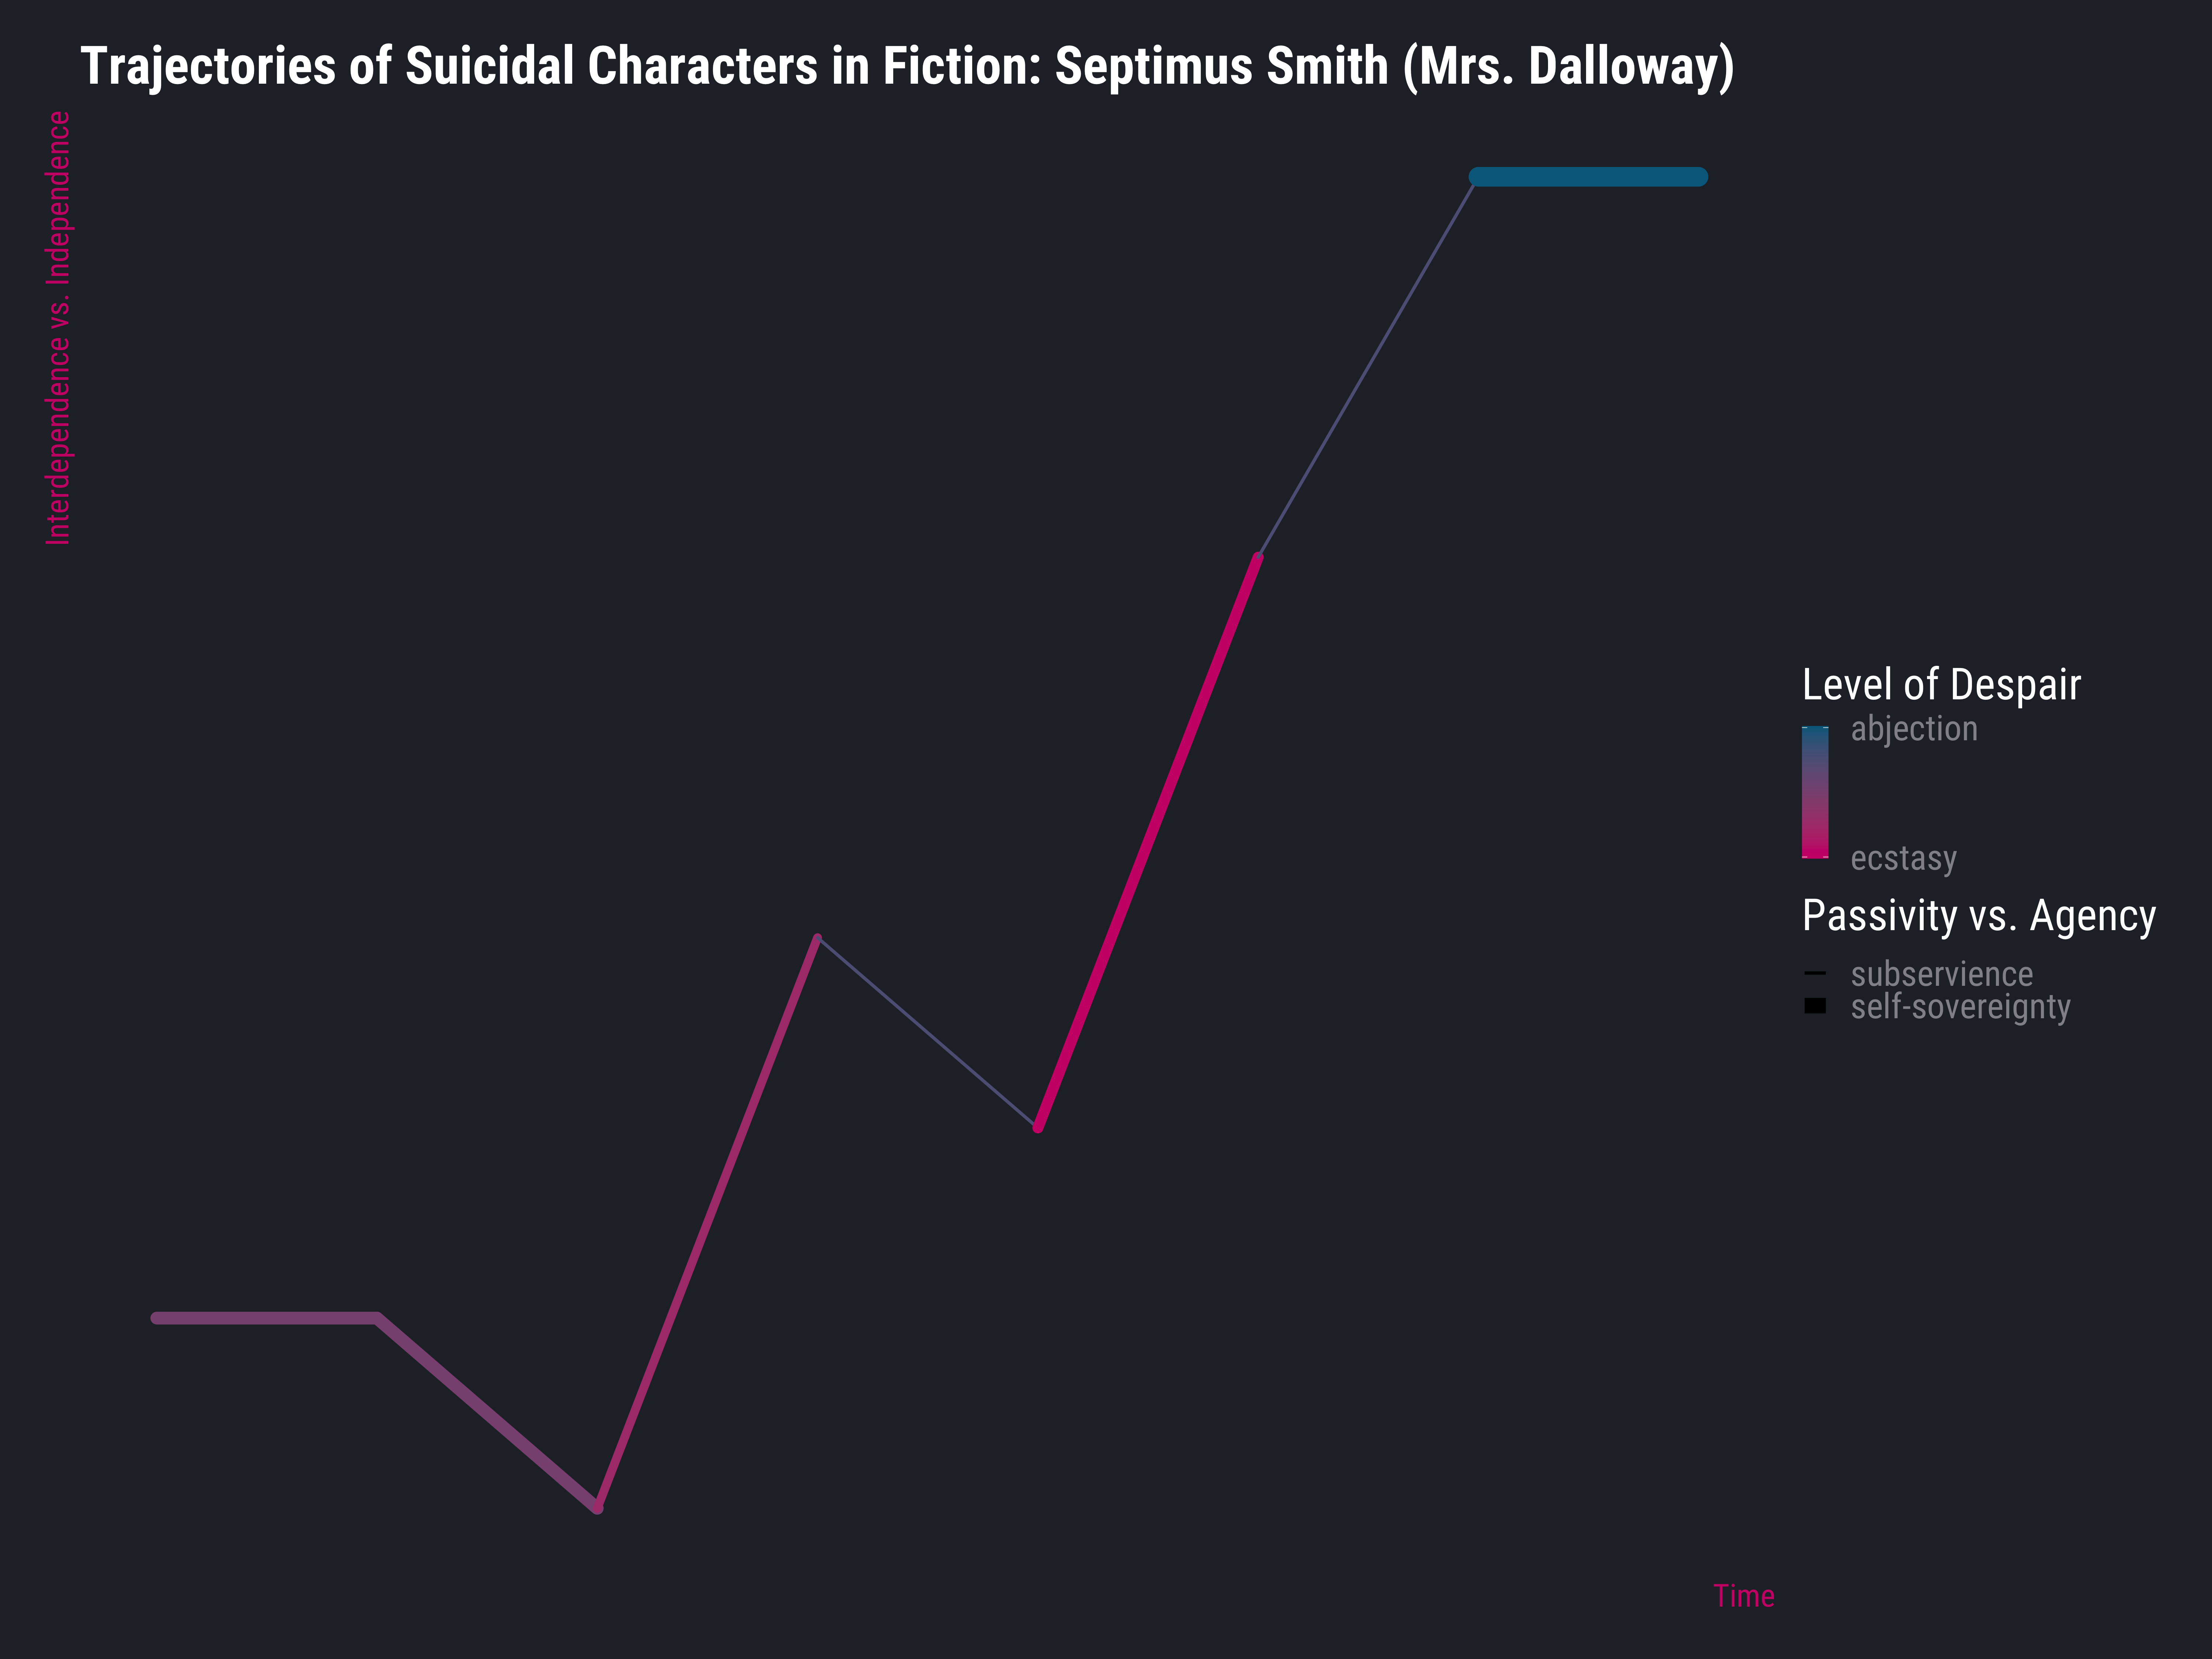 Trajectories of Suicidal Characters in Fiction: Septimus Smith (Mrs. Dalloway)
Interdependence vs. Independence
Level of Despair
abjection
ecstasy
Passivity vs. Agency
subservience
self-sovereignty
Time